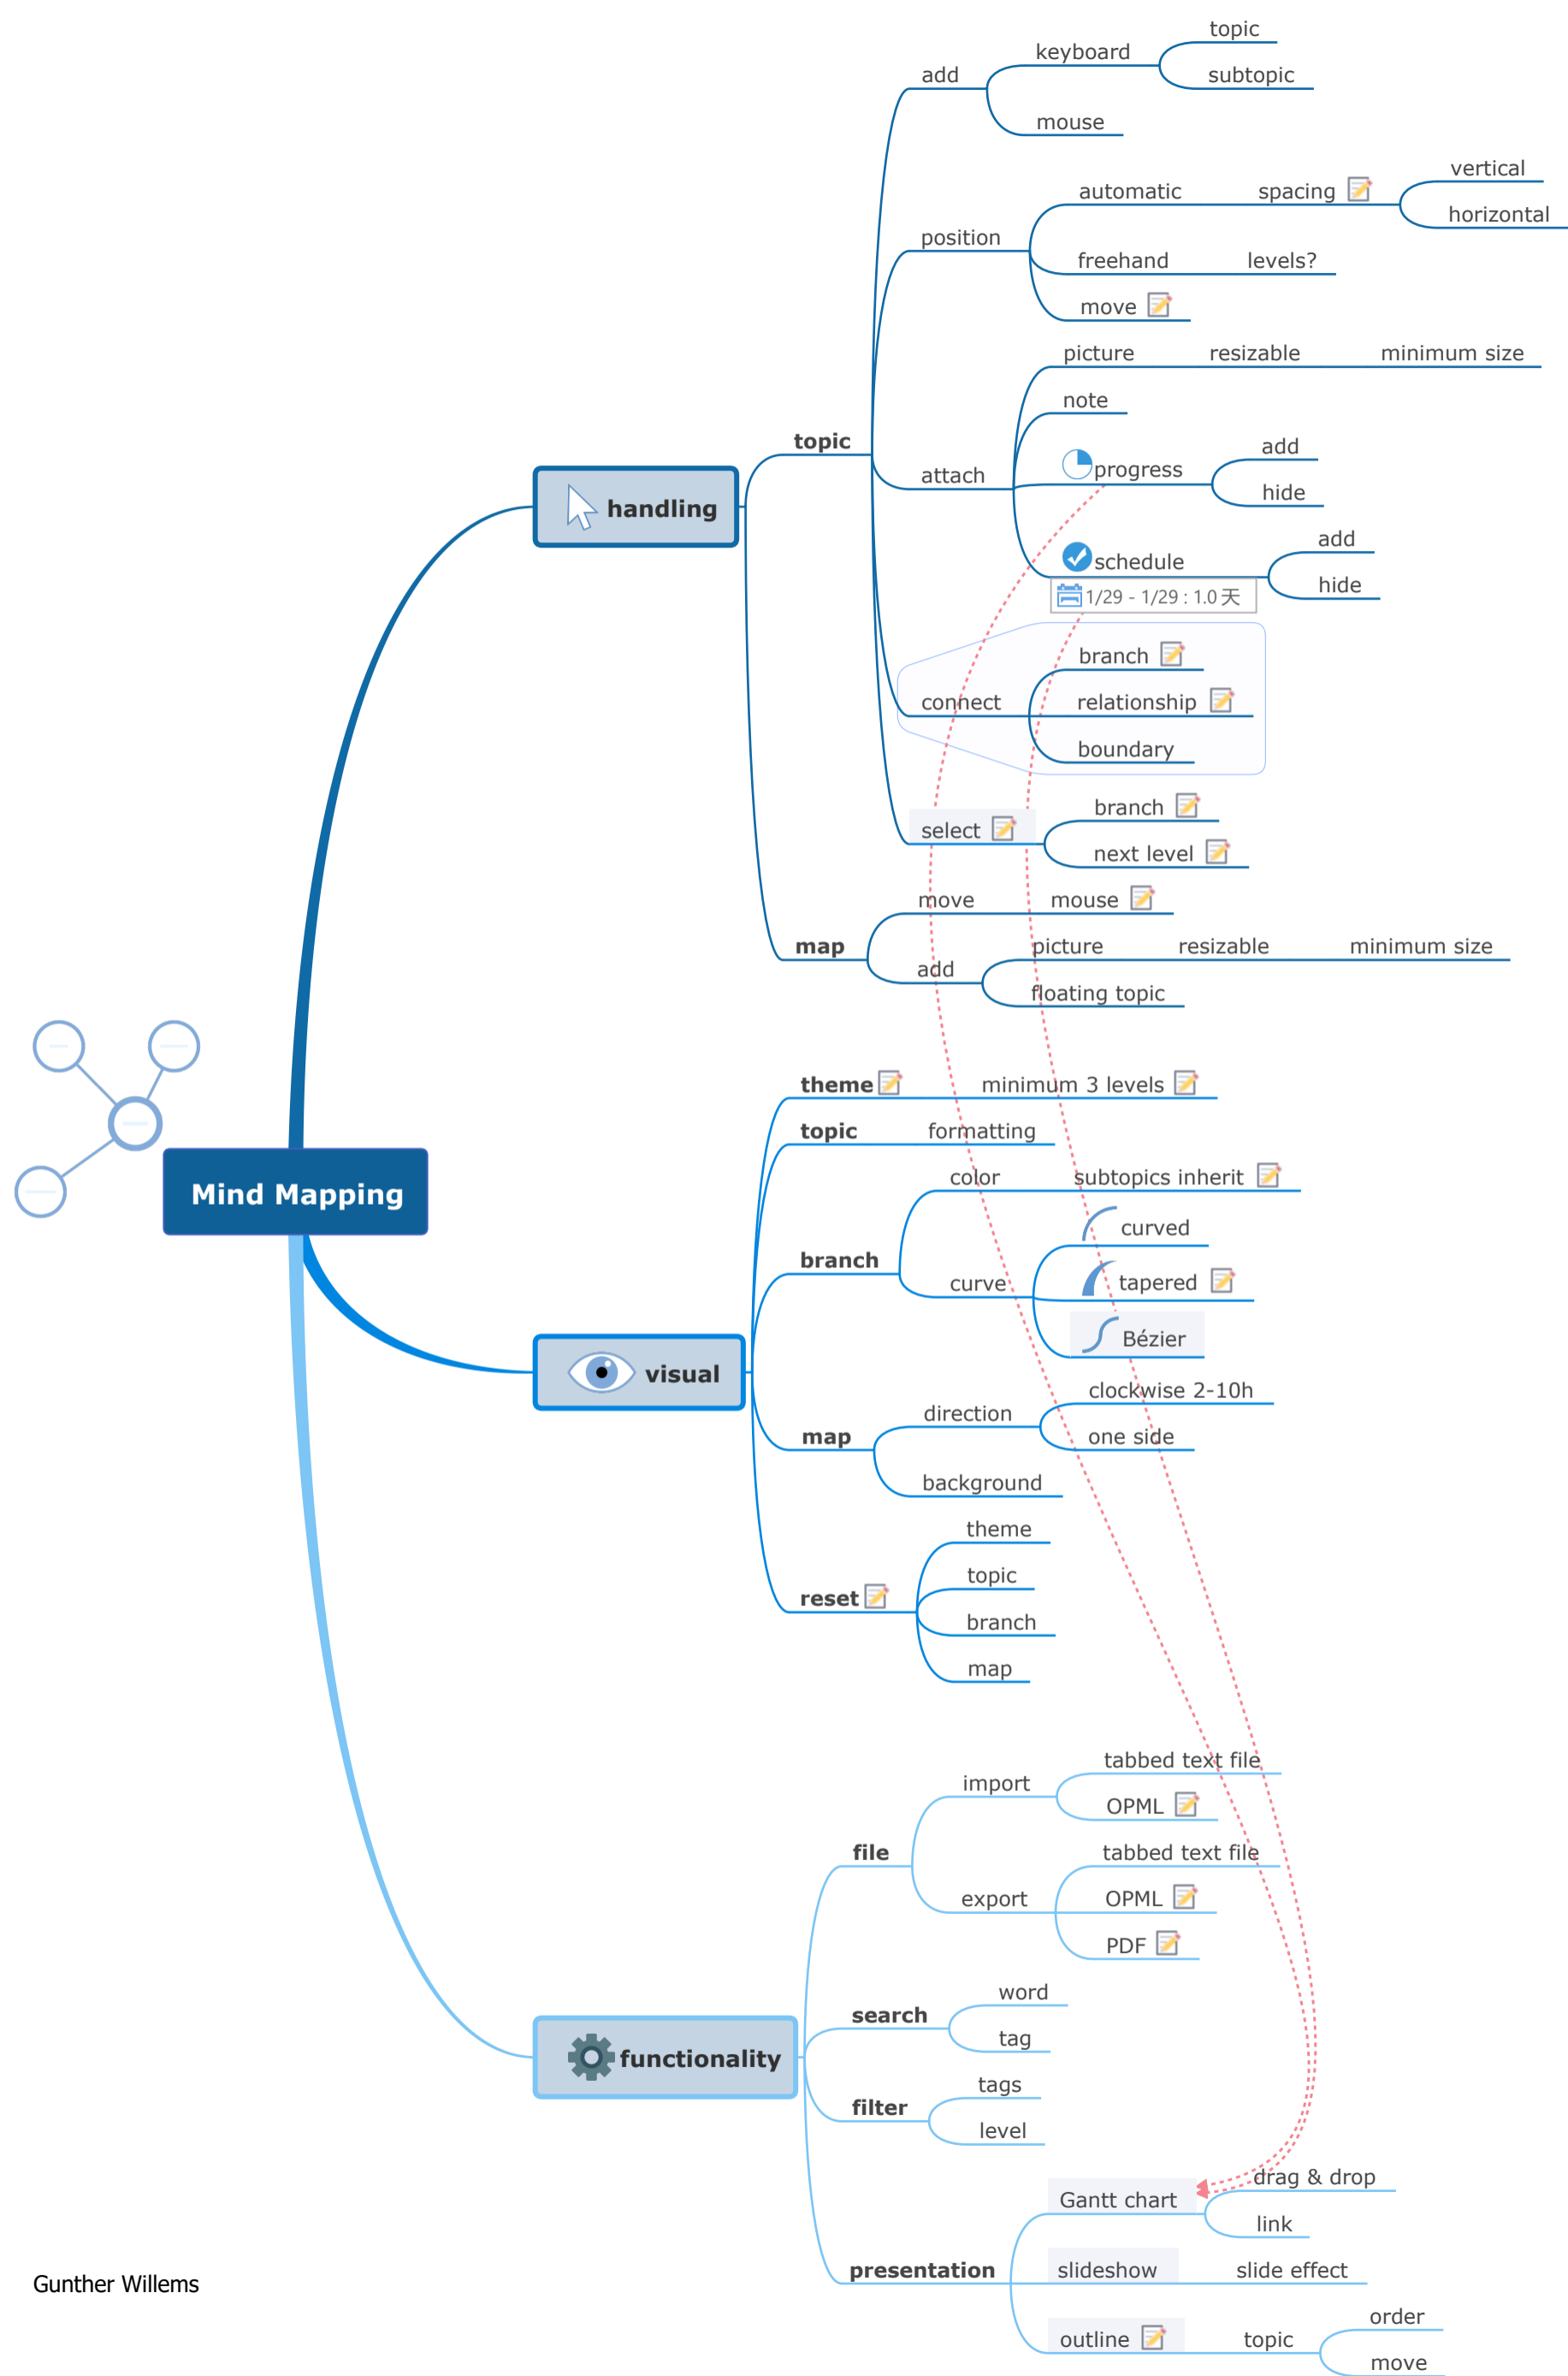 topic
keyboard
add
subtopic
mouse
vertical
automatic
spacing
horizontal
position
freehand
levels?
move
picture
resizable
minimum size
note
topic
add
attach
progress
hide
handling
add
schedule
hide
1/29 - 1/29 : 1.0 天
branch
connect
relationship
boundary
branch
select
next level
move
mouse
map
picture
resizable
minimum size
add
floating topic
theme
minimum 3 levels
topic
formatting
color
subtopics inherit
Mind Mapping
curved
branch
curve
tapered
Bézier
visual
clockwise 2-10h
direction
map
one side
background
theme
topic
reset
branch
map
tabbed text file
import
OPML
file
tabbed text file
export
OPML
PDF
word
search
tag
functionality
tags
filter
level
drag & drop
Gantt chart
link
presentation
slideshow
slide effect
Gunther Willems
order
outline
topic
move